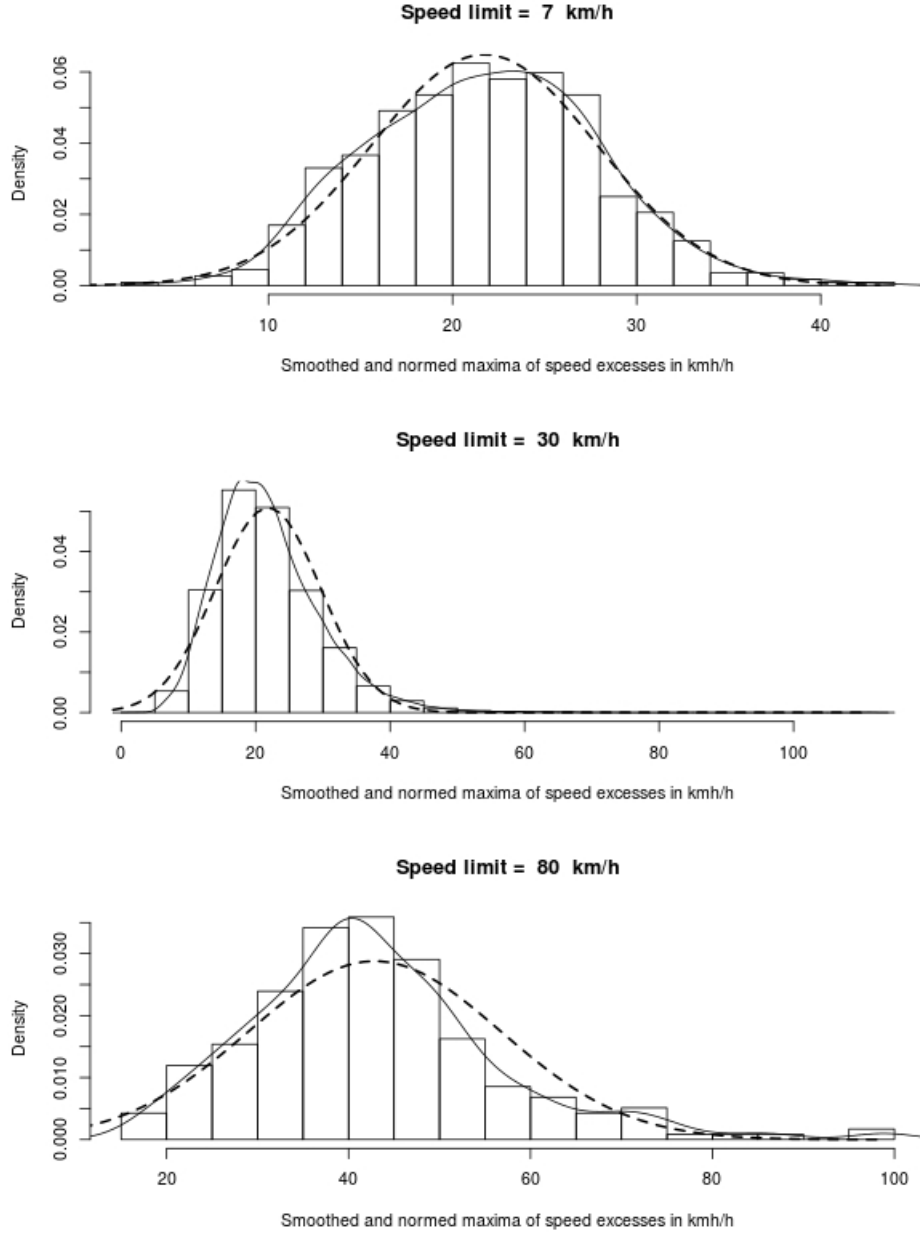 Speed limit = 7 km/h
Density
0.00 0.02 0.04 0.06
10 20 30 40
Smoothed and normed maxima of speed excesses in kmh/h
Speed limit = 30 km/h
Density
0.00 0.02 0.04
0 20 40 60 80 100
Smoothed and normed maxima of speed excesses in kmh/h
Speed limit = 80 km/h
Density
0.000 0.010 0.020 0.030
20 40 60 80 100
Smoothed and normed maxima of speed excesses in kmh/h